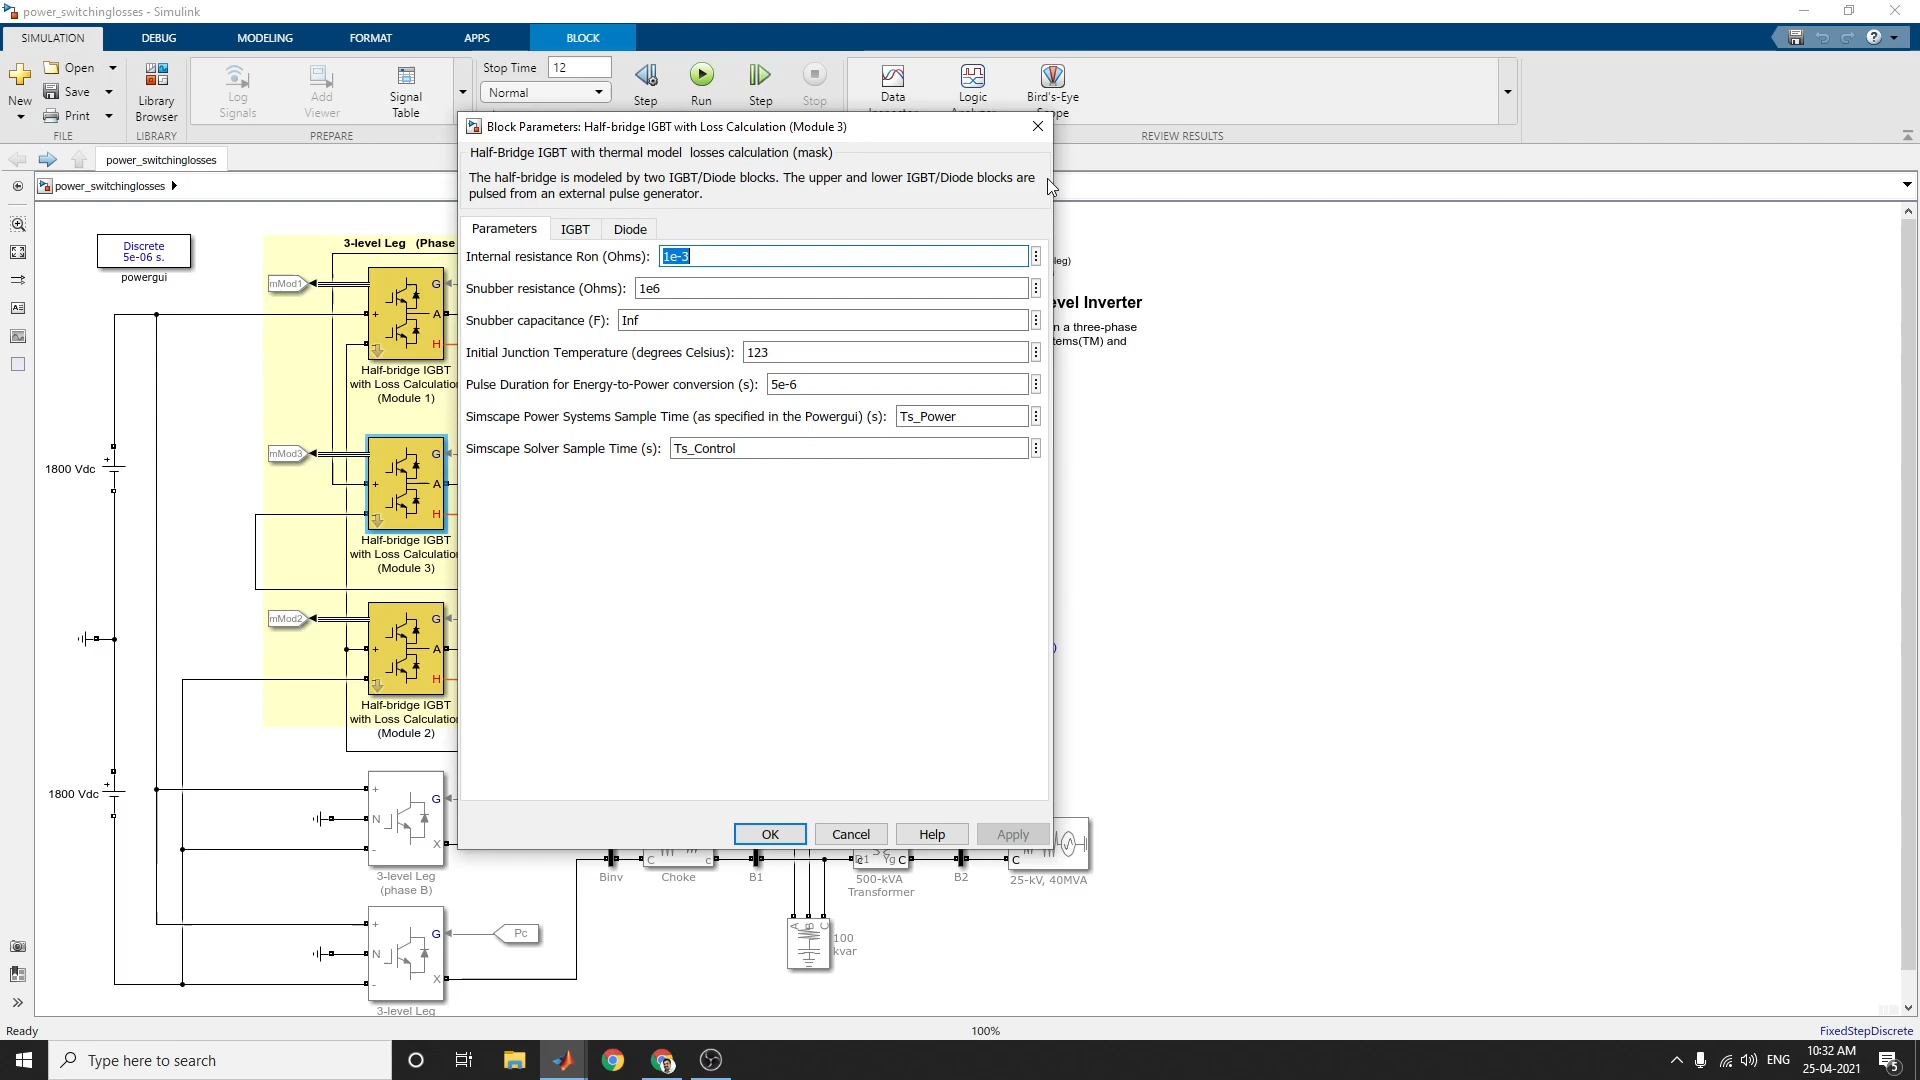 power_switchinglosses - Simulink
SIMULATION
DEBUG
MODELING
FORMAT
APPS
BLOCK
New
Open
Save
Print
FILE
Library
Browser
LIBRARY
Log
Signals
Add
Viewer
Signal
Table
PREPARE
Stop Time
12
Normal
Step
Run
Step
Stop
Data
Logic
Bird's-Eye
REVIEW RESULTS
power_switchinglosses
power_switchinglosses
Block Parameters: Half-bridge IGBT with Loss Calculation (Module 3)
Half-Bridge IGBT with thermal model losses calculation (mask)
The half-bridge is modeled by two IGBT/Diode blocks. The upper and lower IGBT/Diode blocks are
pulsed from an external pulse generator.
Parameters
IGBT
Diode
Internal resistance Ron (Ohms):
1e-3
Snubber resistance (Ohms):
1e6
Snubber capacitance (F):
Inf
Initial Junction Temperature (degrees Celsius):
123
Pulse Duration for Energy-to-Power conversion (s):
5e-6
Simscape Power Systems Sample Time (as specified in the Powergui) (s):
Ts_Power
Simscape Solver Sample Time (s):
Ts_Control
OK
Cancel
Help
Apply
Discrete
5e-06 s.
powergui
3-level Leg (Phase
mMod1
G
+
A
H
Half-bridge IGBT
with Loss Calculatio
(Module 1)
mMod3
G
+
A
H
Half-bridge IGBT
with Loss Calculatio
(Module 3)
mMod2
G
+
A
H
Half-bridge IGBT
with Loss Calculatio
(Module 2)
1800 Vdc
+
1800 Vdc
+
+
G
N
-
X
3-level Leg
(phase B)
+
G
N
-
X
3-level Leg
Pc
leg)
evel Inverter
n a three-phase
tems(TM) and
)
Binv
C
c
Choke
B1
A
B
C
100
kvar
c
D1
Yg
C
500-kVA
Transformer
B2
C
25-kV, 40MVA
Ready
100%
FixedStepDiscrete
Type here to search
ENG
10:32 AM
25-04-2021
5